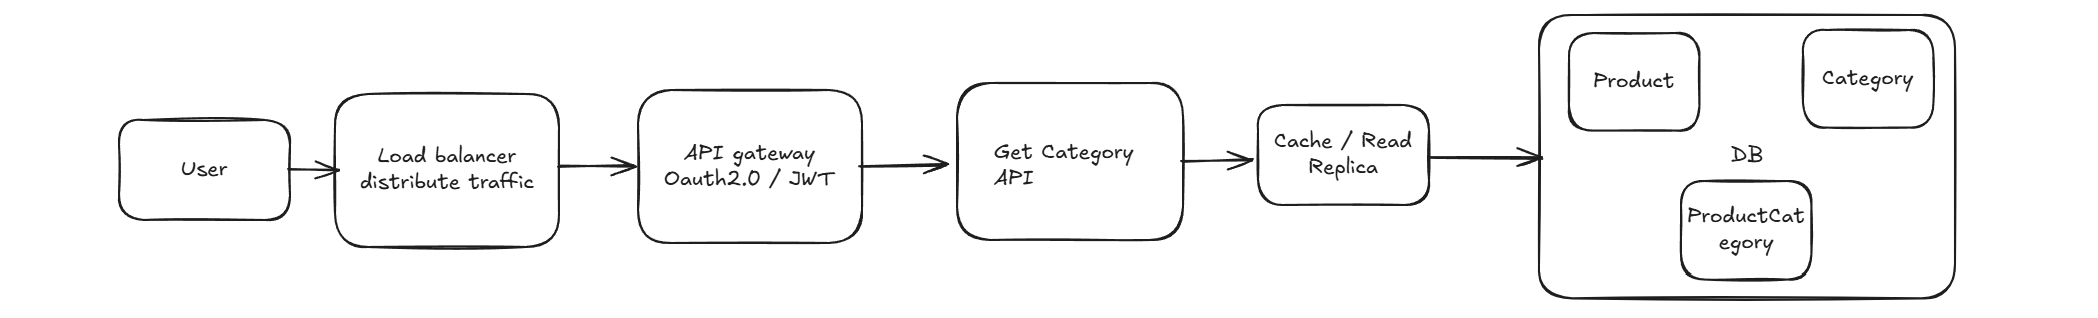 User
Load balancer
distribute traffic
API gateway
Oauth2.0 / JWT
Get Category
API
Cache / Read
Replica
Product
Category
DB
ProductCat
egory